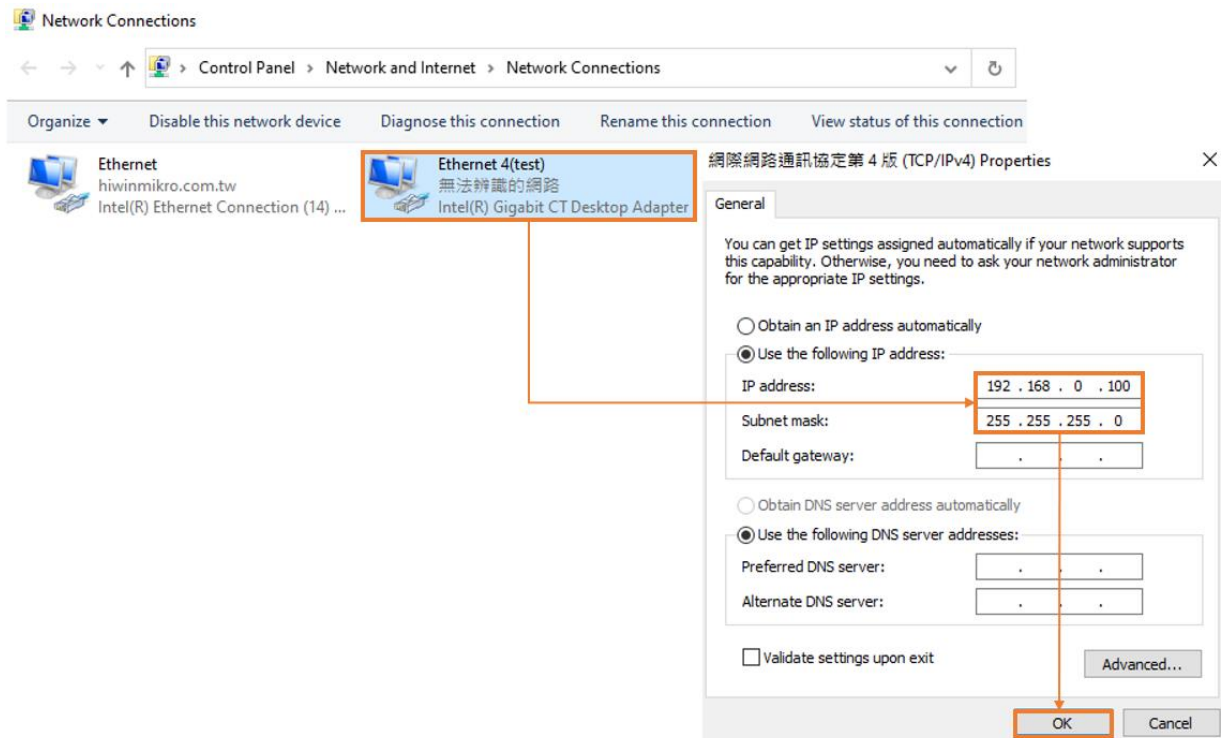 Network Connections
Control Panel > Network and Internet > Network Connections
Organize Disable this network device Diagnose this connection Rename this connection View status of this connection
Ethernet
hiwinmikro.com.tw
Intel(R) Ethernet Connection (14) ...
Ethernet 4(test)
無法辨識的網路
Intel(R) Gigabit CT Desktop Adapter
網際網路通訊協定第 4 版 (TCP/IPv4) Properties
General
You can get IP settings assigned automatically if your network supports
this capability. Otherwise, you need to ask your network administrator
for the appropriate IP settings.
Obtain an IP address automatically
Use the following IP address:
IP address: 192 . 168 . 0 . 100
Subnet mask: 255 . 255 . 255 . 0
Default gateway: . . .
Obtain DNS server address automatically
Use the following DNS server addresses:
Preferred DNS server: . . .
Alternate DNS server: . . .
Validate settings upon exit
Advanced...
OK Cancel